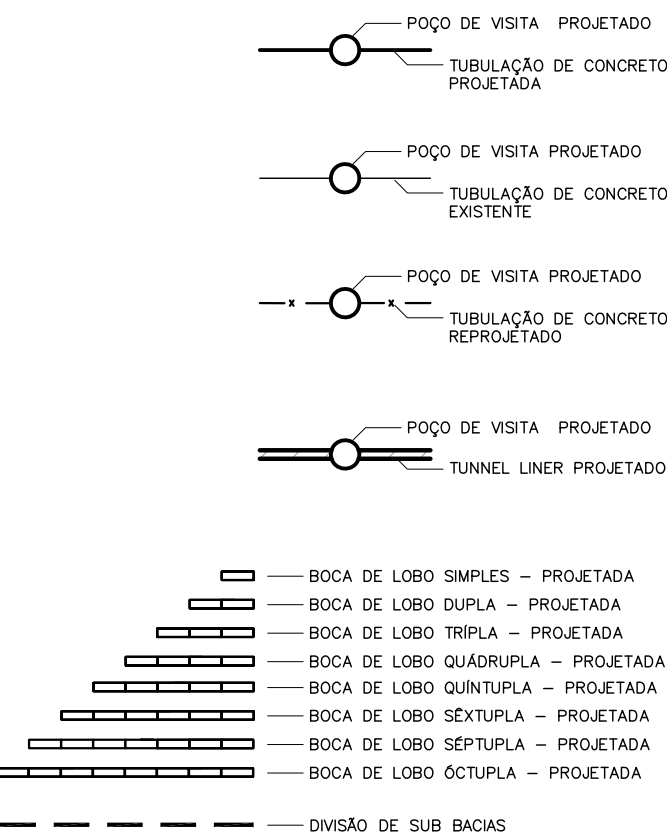 POÇO DE VISITA PROJETADO
TUBULAÇÃO DE CONCRETO
PROJETADA
POÇO DE VISITA PROJETADO
TUBULAÇÃO DE CONCRETO
EXISTENTE
x
x
POÇO DE VISITA PROJETADO
TUBULAÇÃO DE CONCRETO
REPROJETADO
POÇO DE VISITA PROJETADO
TUNNEL LINER PROJETADO
BOCA DE LOBO SIMPLES – PROJETADA
BOCA DE LOBO DUPLA – PROJETADA
BOCA DE LOBO TRÍPLA – PROJETADA
BOCA DE LOBO QUÁDRUPLA – PROJETADA
BOCA DE LOBO QUÍNTUPLA – PROJETADA
BOCA DE LOBO SÊXTUPLA – PROJETADA
BOCA DE LOBO SÉPTUPLA – PROJETADA
BOCA DE LOBO ÓCTUPLA – PROJETADA
DIVISÃO DE SUB BACIAS